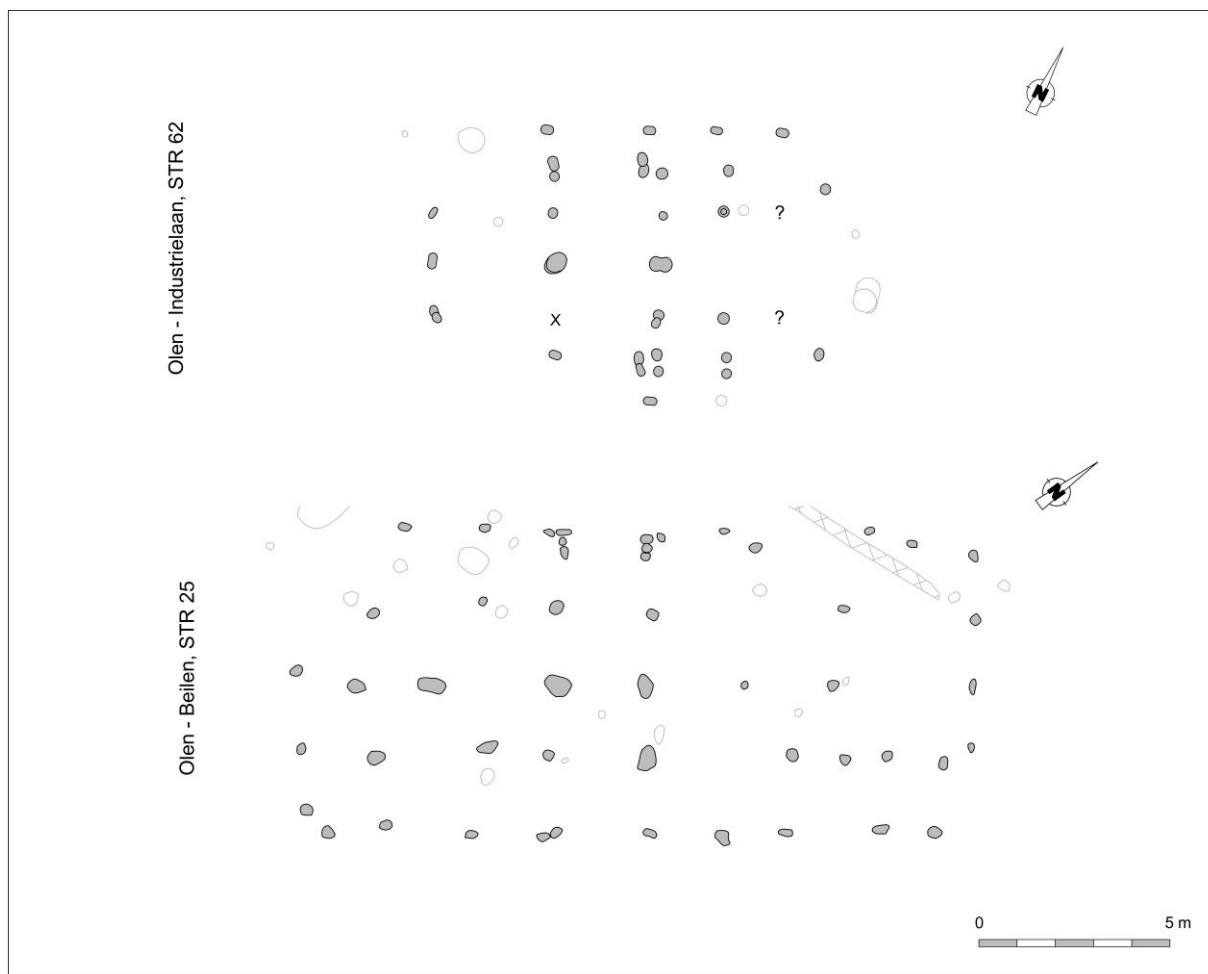 Olen - Industrielaan, STR 62
N
?
X
?
N
Olen - Beilen, STR 25
0 5 m